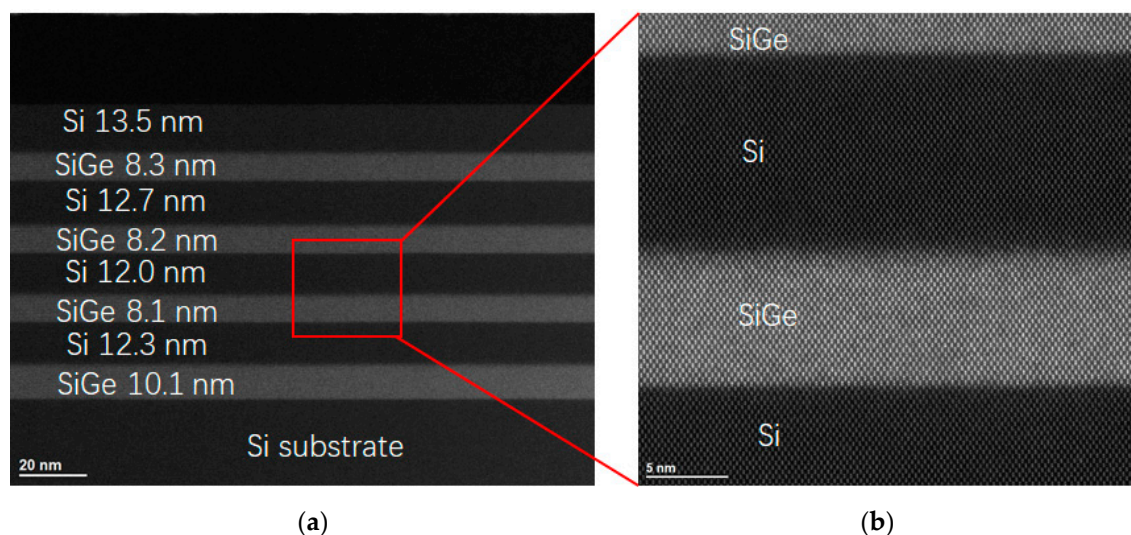 Si 13.5 nm
SiGe 8.3 nm
Si 12.7 nm
SiGe 8.2 nm
Si 12.0 nm
SiGe 8.1 nm
Si 12.3 nm
SiGe 10.1 nm
Si substrate
20 nm
(a)
SiGe
Si
SiGe
Si
5 nm
(b)